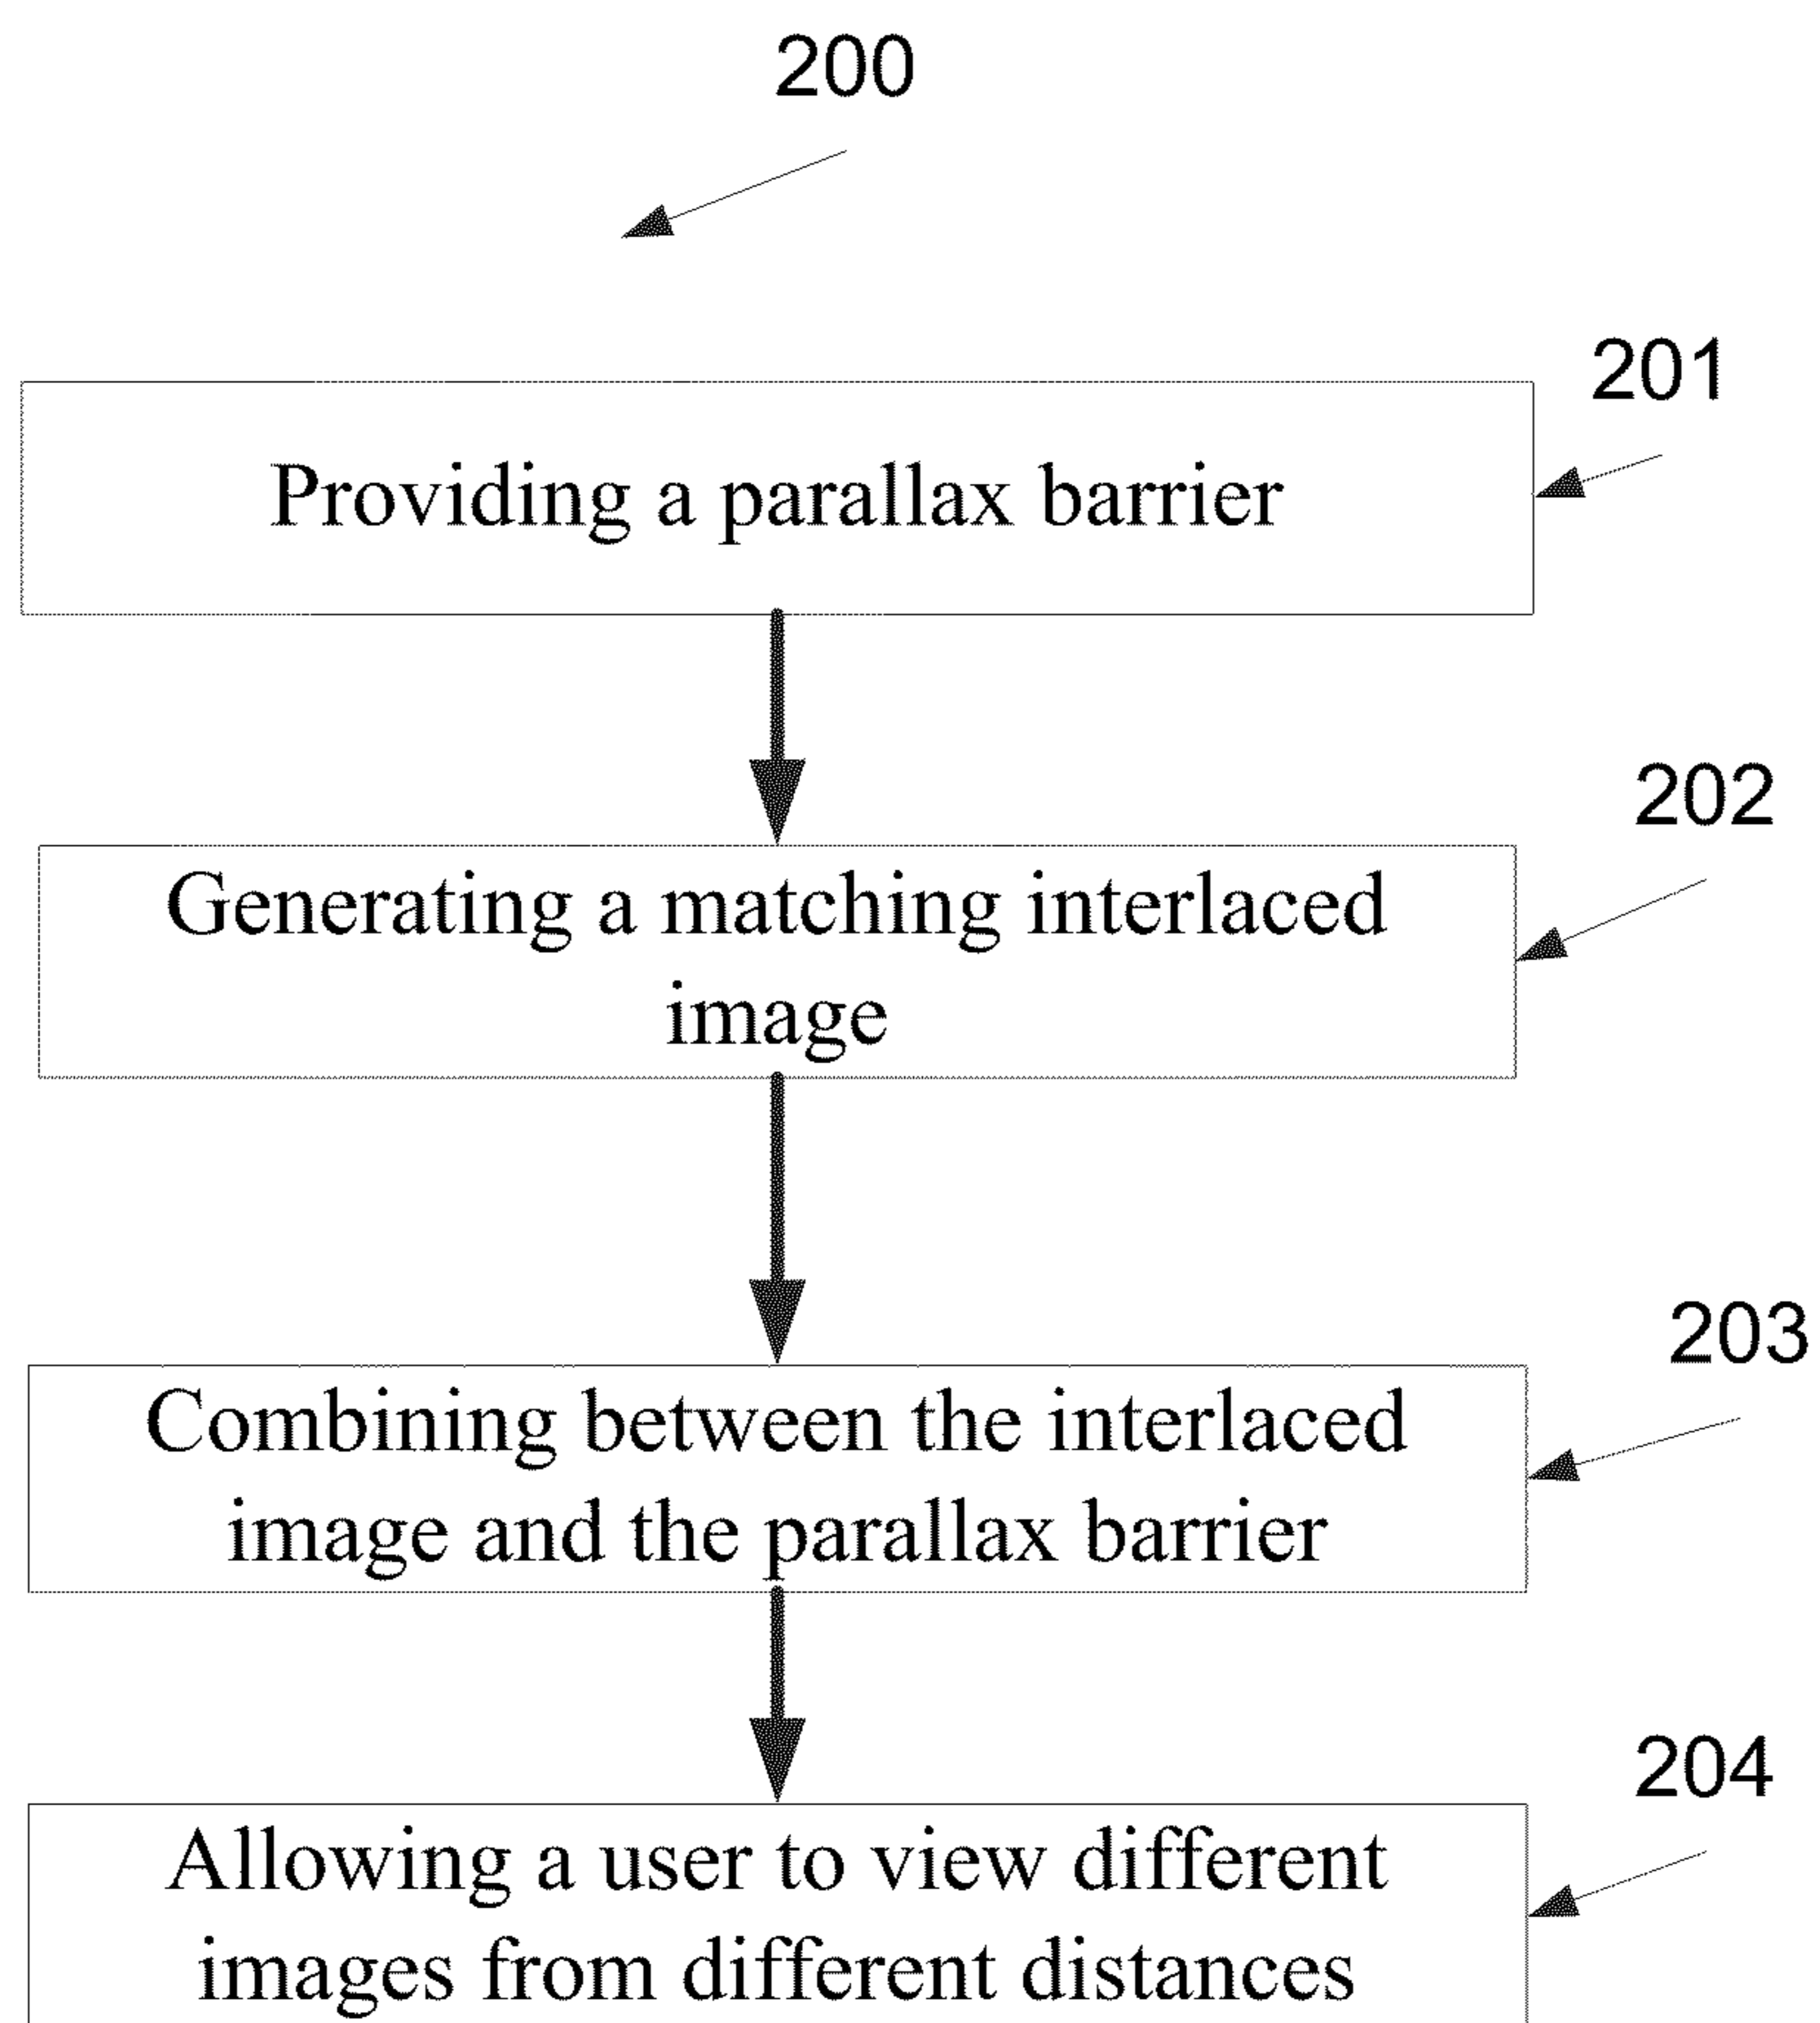 200
201
Providing a parallax barrier
202
Generating a matching interlaced
image
203
Combining between the interlaced
image and the parallax barrier
204
Allowing a user to view different
images from different distances